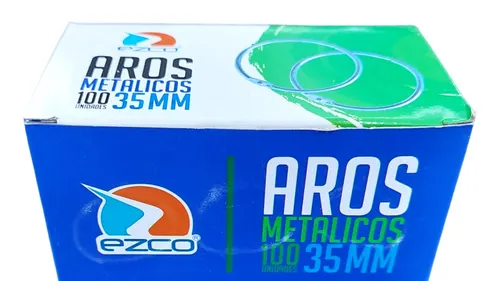 EZCO
AROS
METALICOS
100 UNIDADES 35MM
EZCO®
AROS
METALICOS
100 UNIDADES 35MM